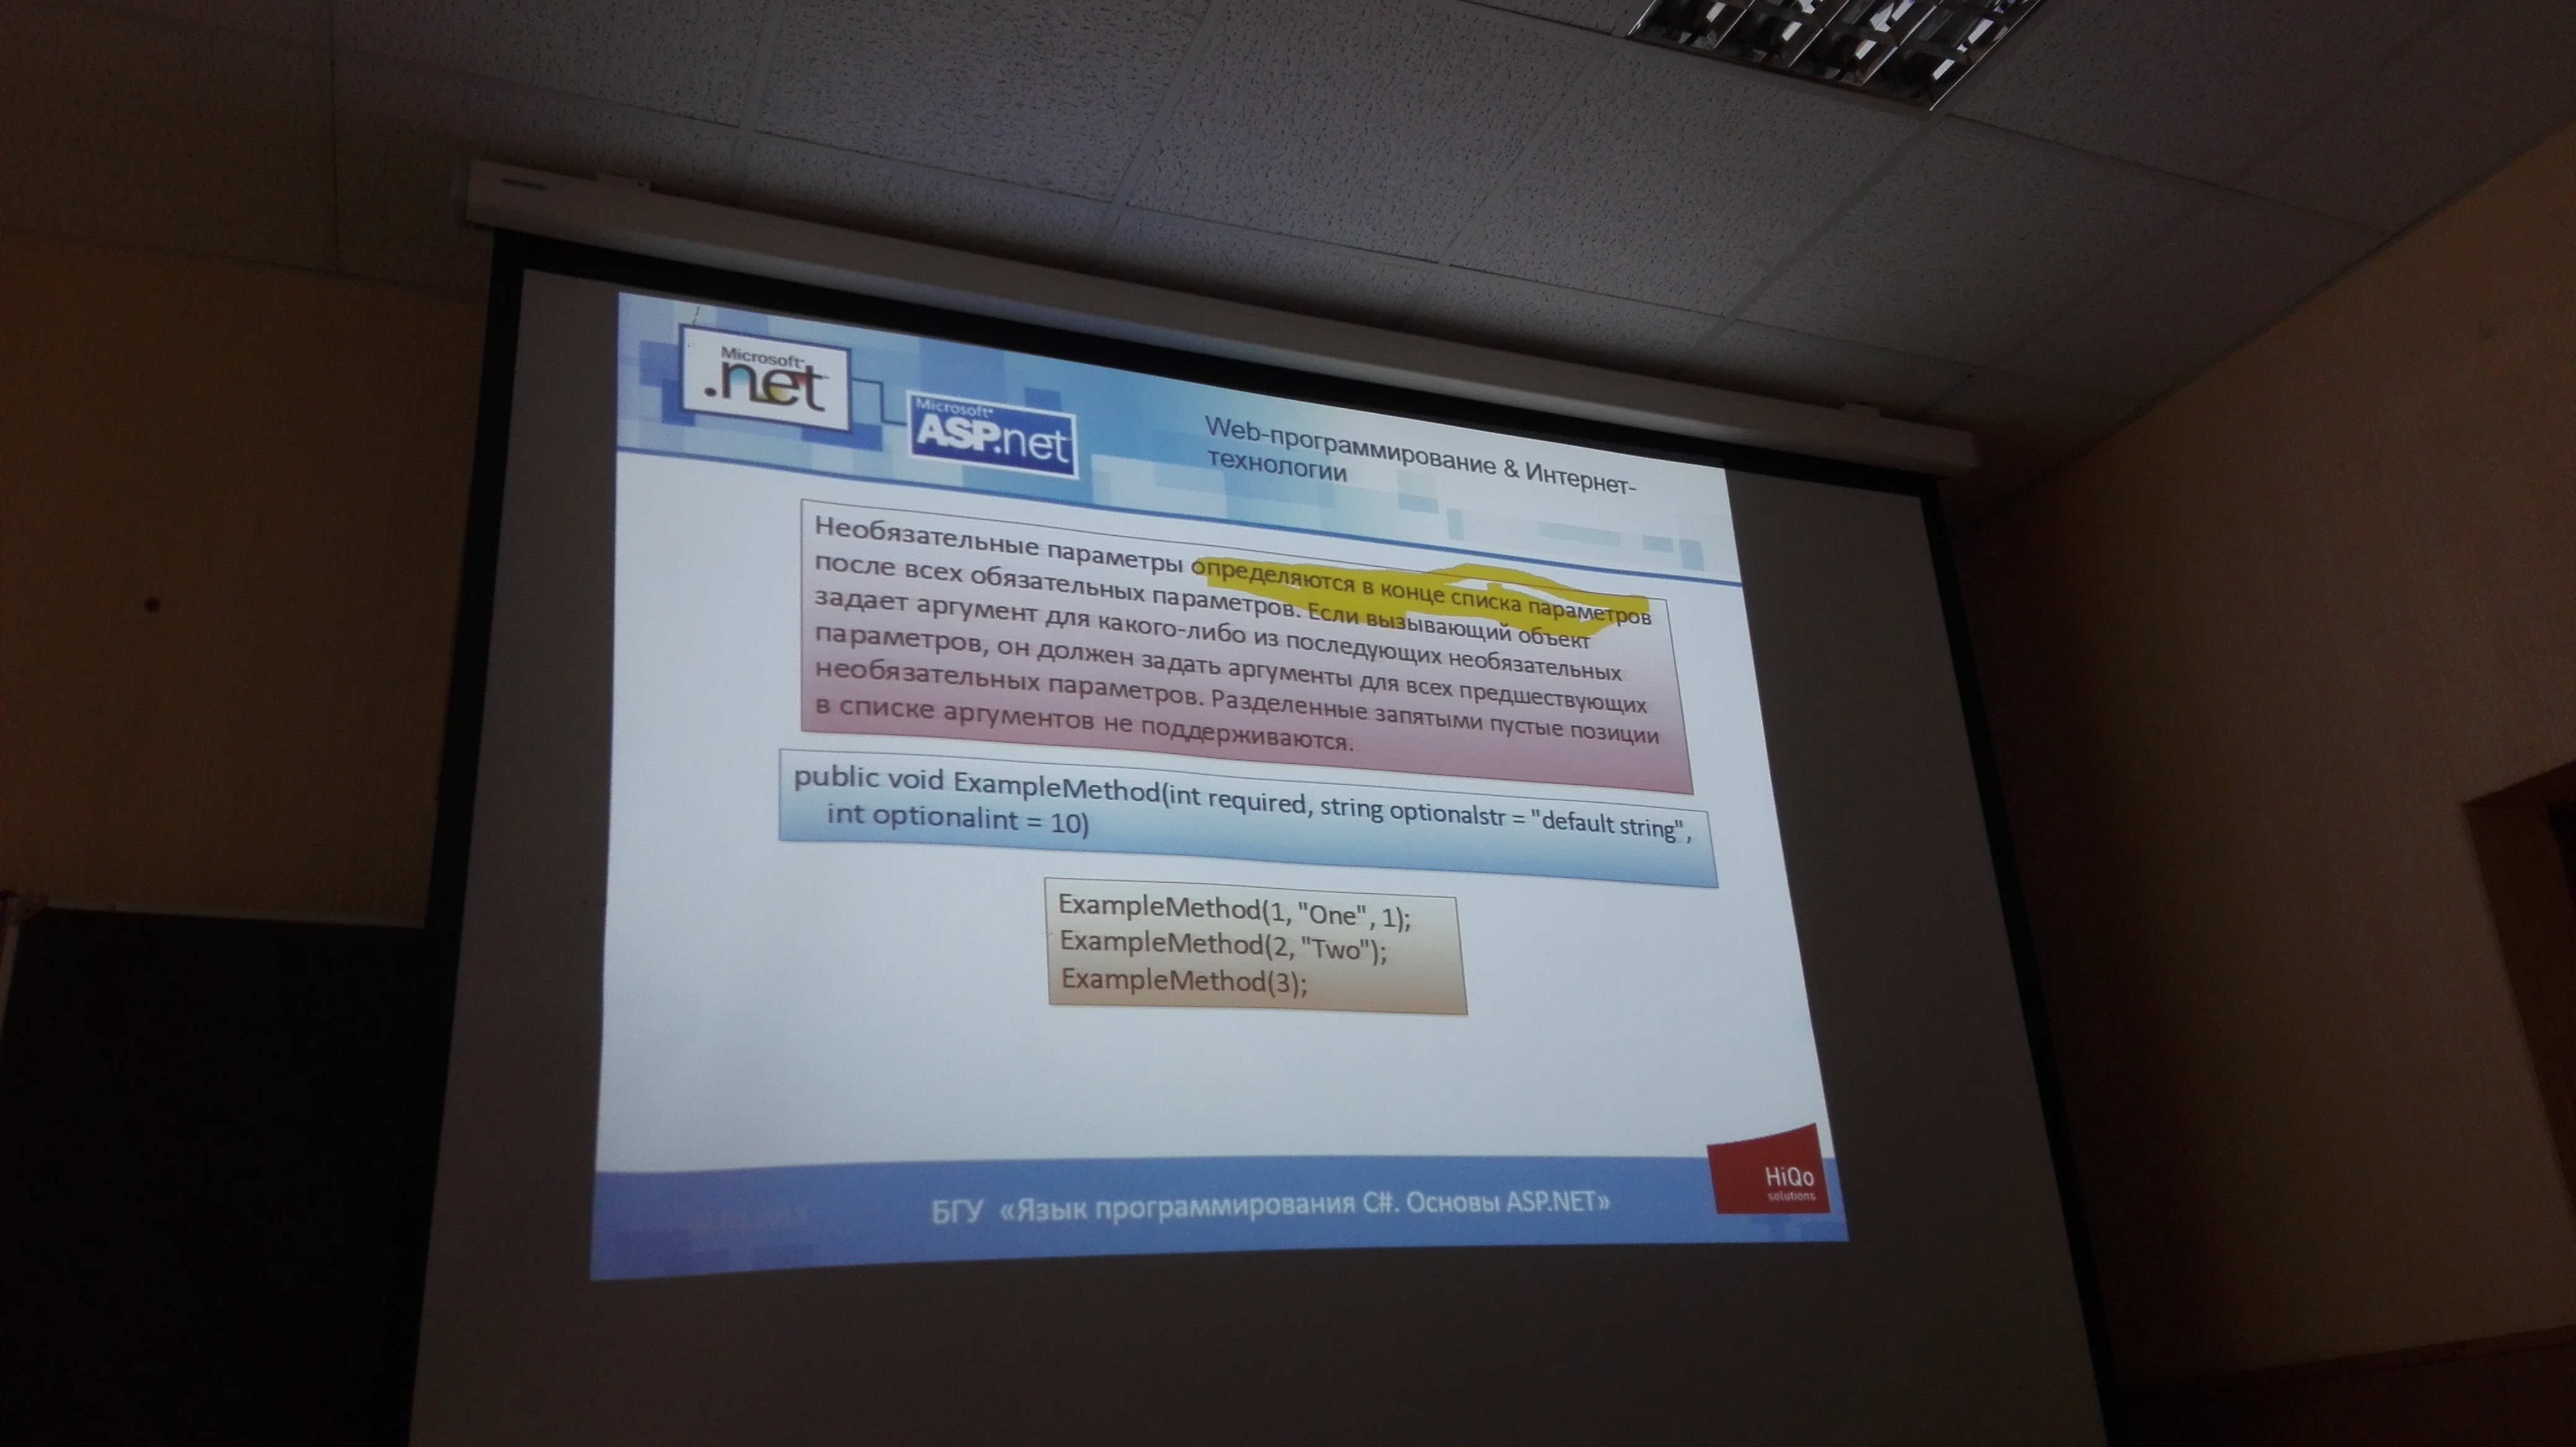 Microsoft
.net
Microsoft
ASP.net
Web-программирование & Интернет-
технологии
Необязательные параметры определяются в конце списка параметров
после всех обязательных параметров. Если вызывающий объект
задает аргумент для какого-либо из последующих необязательных
параметров, он должен задать аргументы для всех предшествующих
необязательных параметров. Разделенные запятыми пустые позиции
в списке аргументов не поддерживаются.
public void ExampleMethod(int required, string optionalstr = "default string",
int optionalint = 10)
ExampleMethod(1, "One", 1);
ExampleMethod(2, "Two");
ExampleMethod(3);
БГУ «Язык программирования C#. Основы ASP.NET»
HiQo
solutions